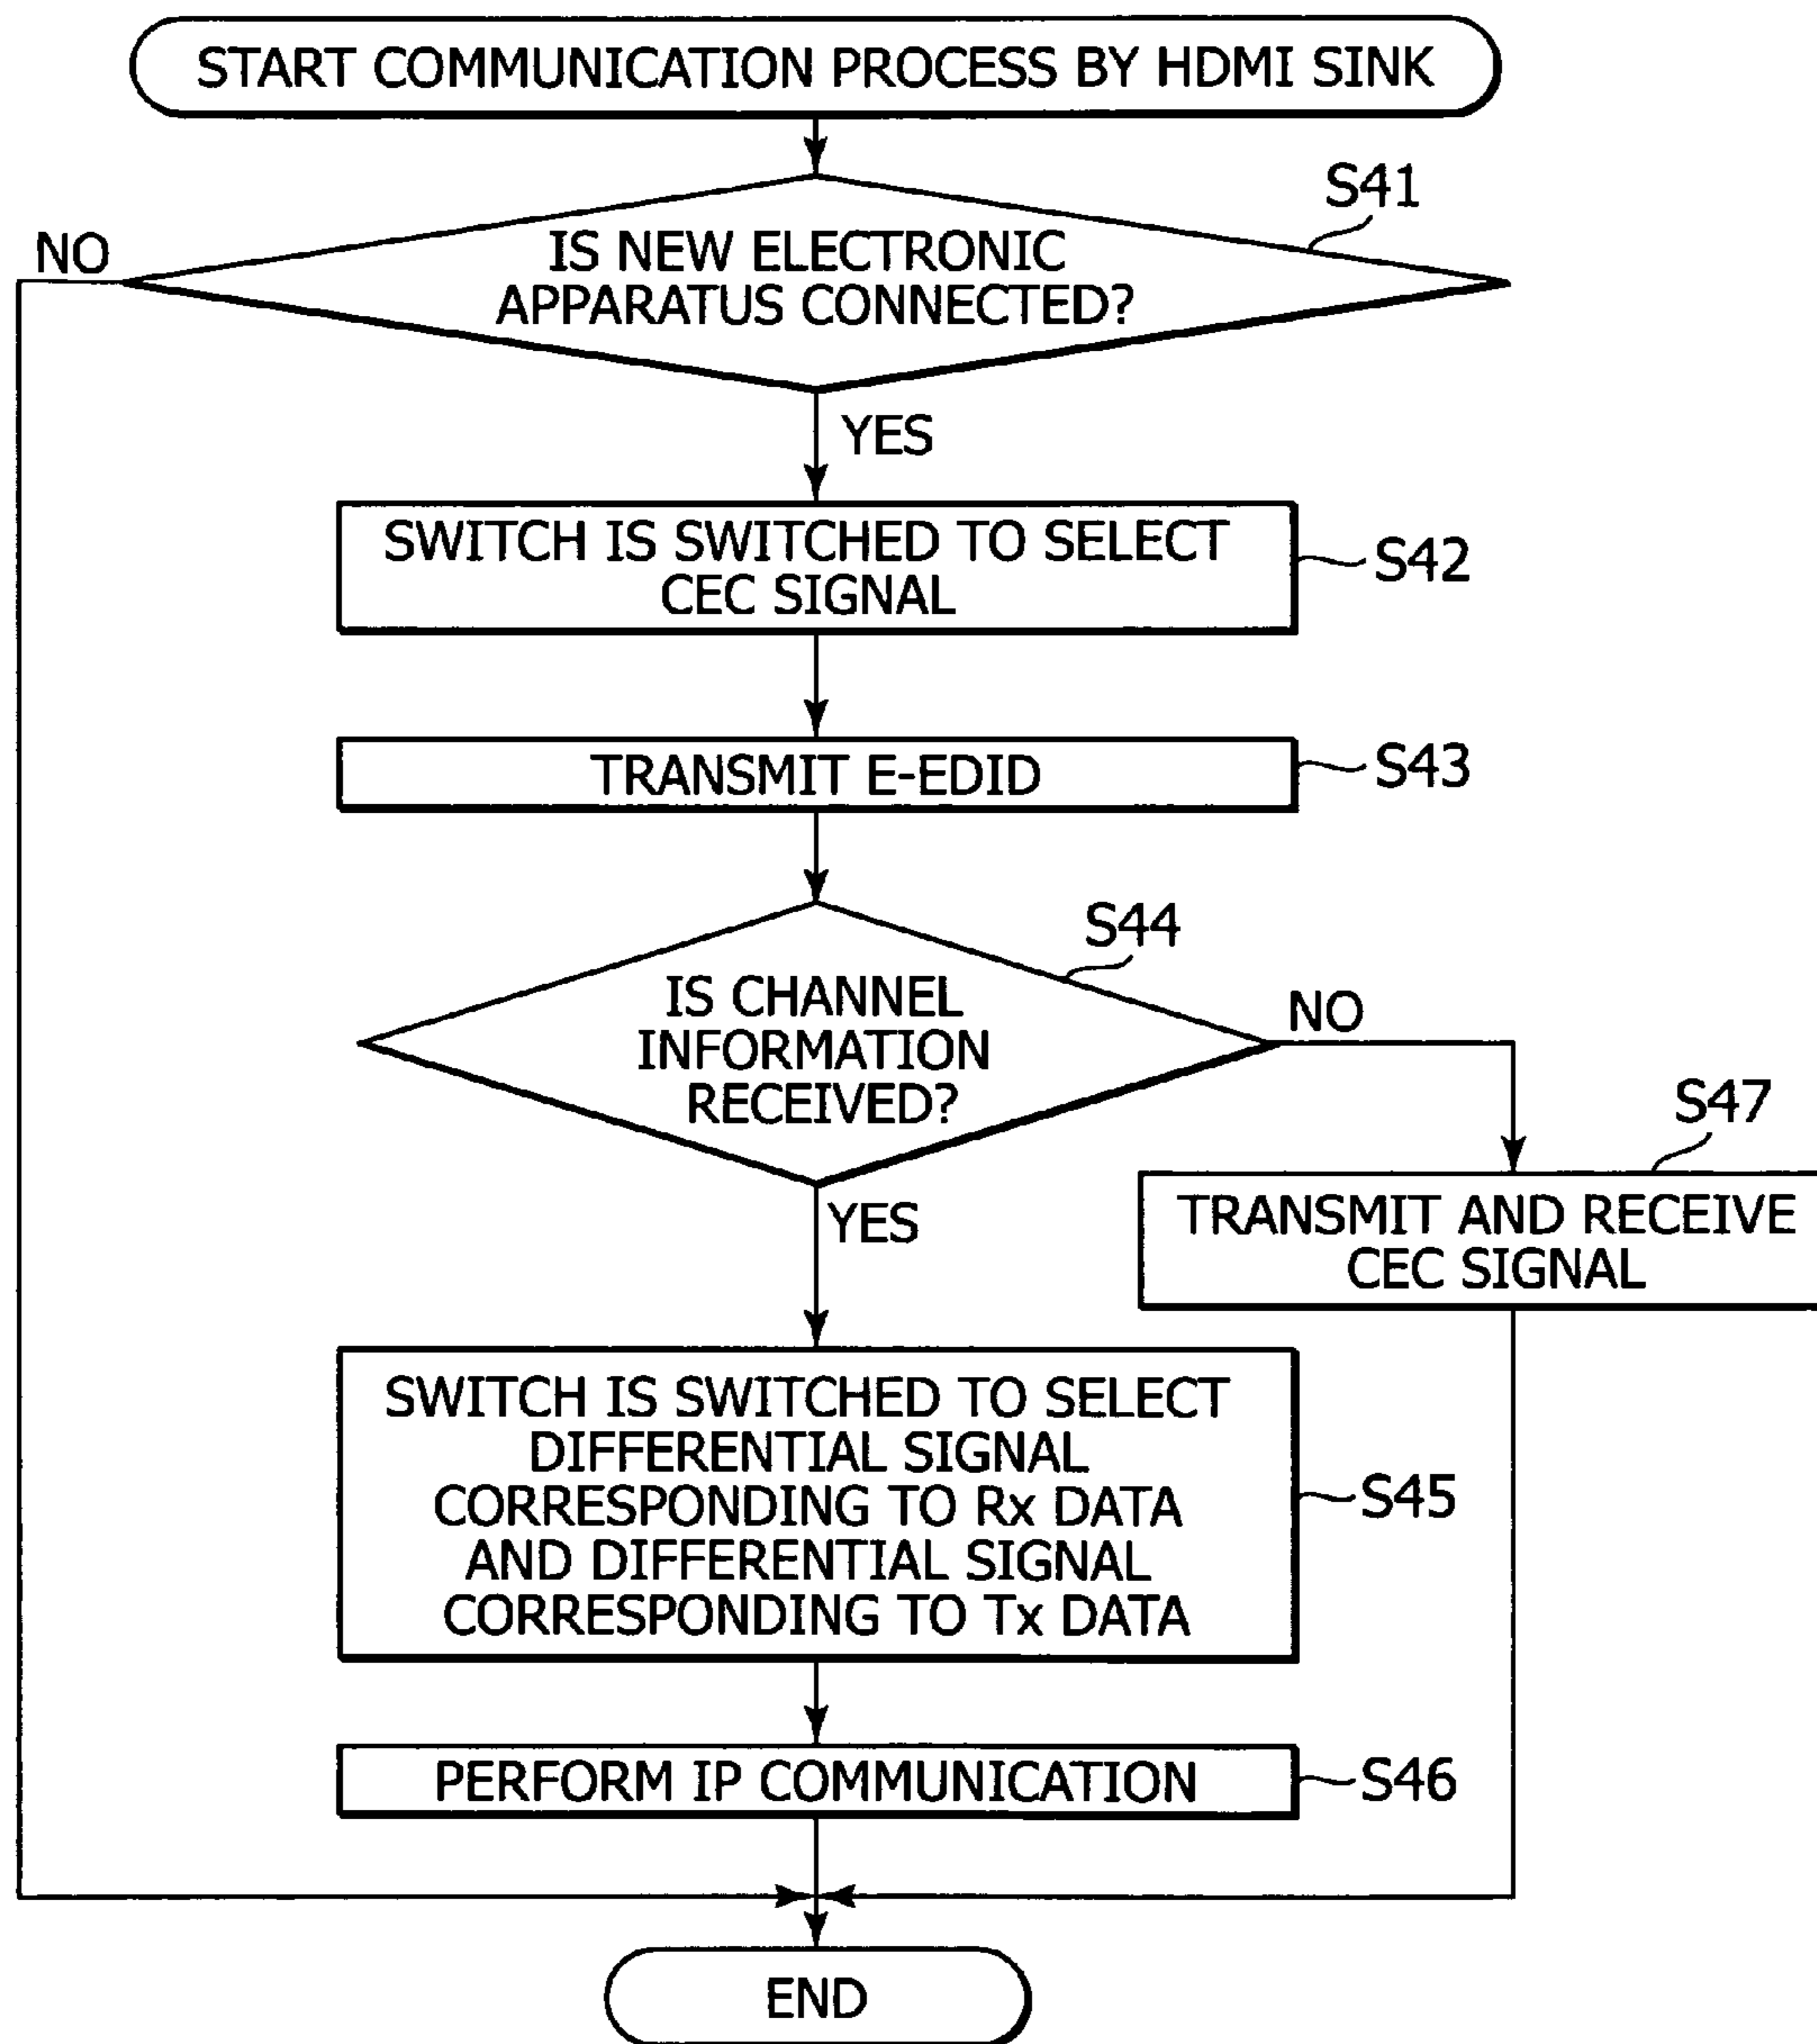 START COMMUNICATION PROCESS BY HDMI SINK
S41
NO
IS NEW ELECTRONIC
APPARATUS CONNECTED?
YES
SWITCH IS SWITCHED TO SELECT
CEC SIGNAL
S42
TRANSMIT E-EDID
S43
S44
IS CHANNEL
INFORMATION
RECEIVED?
NO
YES
S47
TRANSMIT AND RECEIVE
CEC SIGNAL
SWITCH IS SWITCHED TO SELECT
DIFFERENTIAL SIGNAL
CORRESPONDING TO Rx DATA
AND DIFFERENTIAL SIGNAL
CORRESPONDING TO Tx DATA
S45
PERFORM IP COMMUNICATION
S46
END